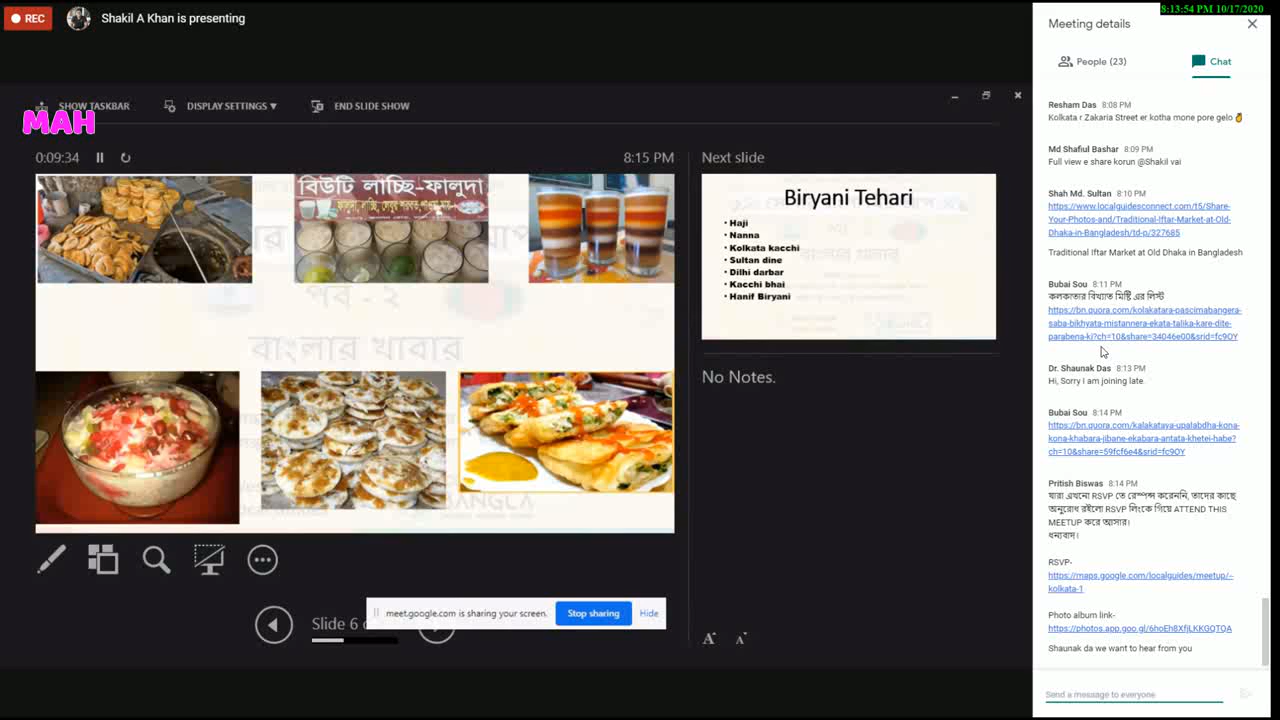 REC
Shakil A Khan is presenting
8:13:54 PM 10/17/2020
Meeting details
People (23)
Chat
SHOW TASKBAR
DISPLAY SETTINGS ▼
END SLIDE SHOW
MAH
0:09:34
8:15 PM
Next slide
বিউটি লাচ্ছি-ফালুদা
পর্ব - ২
বাংলার খাবার
BANGLA
Biryani Tehari
• Haji
• Nanna
• Kolkata kacchi
• Sultan dine
• Dilhi darbar
• Kacchi bhai
• Hanif Biryani
No Notes.
meet.google.com is sharing your screen.
Stop sharing
Hide
Slide 6
Resham Das 8:08 PM
Kolkata r Zakaria Street er kotha mone pore gelo
Md Shafiul Bashar 8:09 PM
Full view e share korun @Shakil vai
Shah Md. Sultan 8:10 PM
https://www.localguidesconnect.com/t5/Share-
Your-Photos-and/Traditional-Iftar-Market-at-Old-
Dhaka-in-Bangladesh/td-p/327685
Traditional Iftar Market at Old Dhaka in Bangladesh
Bubai Sou 8:11 PM
কলকাতার বিখ্যাত মিষ্টি এর লিস্ট
https://bn.quora.com/kolakatara-pascimabangera-
saba-bikhyata-mistannera-ekata-talika-kare-dite-
parabena-ki?ch=10&share=34046e00&srid=fc9OY
Dr. Shaunak Das 8:13 PM
Hi, Sorry I am joining late.
Bubai Sou 8:14 PM
https://bn.quora.com/kalakataya-upalabdha-kona-
kona-khabara-jibane-ekabara-antata-khetei-habe?
ch=10&share=59fcf6e4&srid=fc9OY
Pritish Biswas 8:14 PM
যারা এখনো RSVP তে রেস্পন্স করেননি, তাদের কাছে
অনুরোধ রইলো RSVP লিংকে গিয়ে ATTEND THIS
MEETUP করে আসার।
ধন্যবাদ।
RSVP-
https://maps.google.com/localguides/meetup/--
kolkata-1
Photo album link-
https://photos.app.goo.gl/6hoEh8XfjLKKGQTQA
Shaunak da we want to hear from you
Send a message to everyone